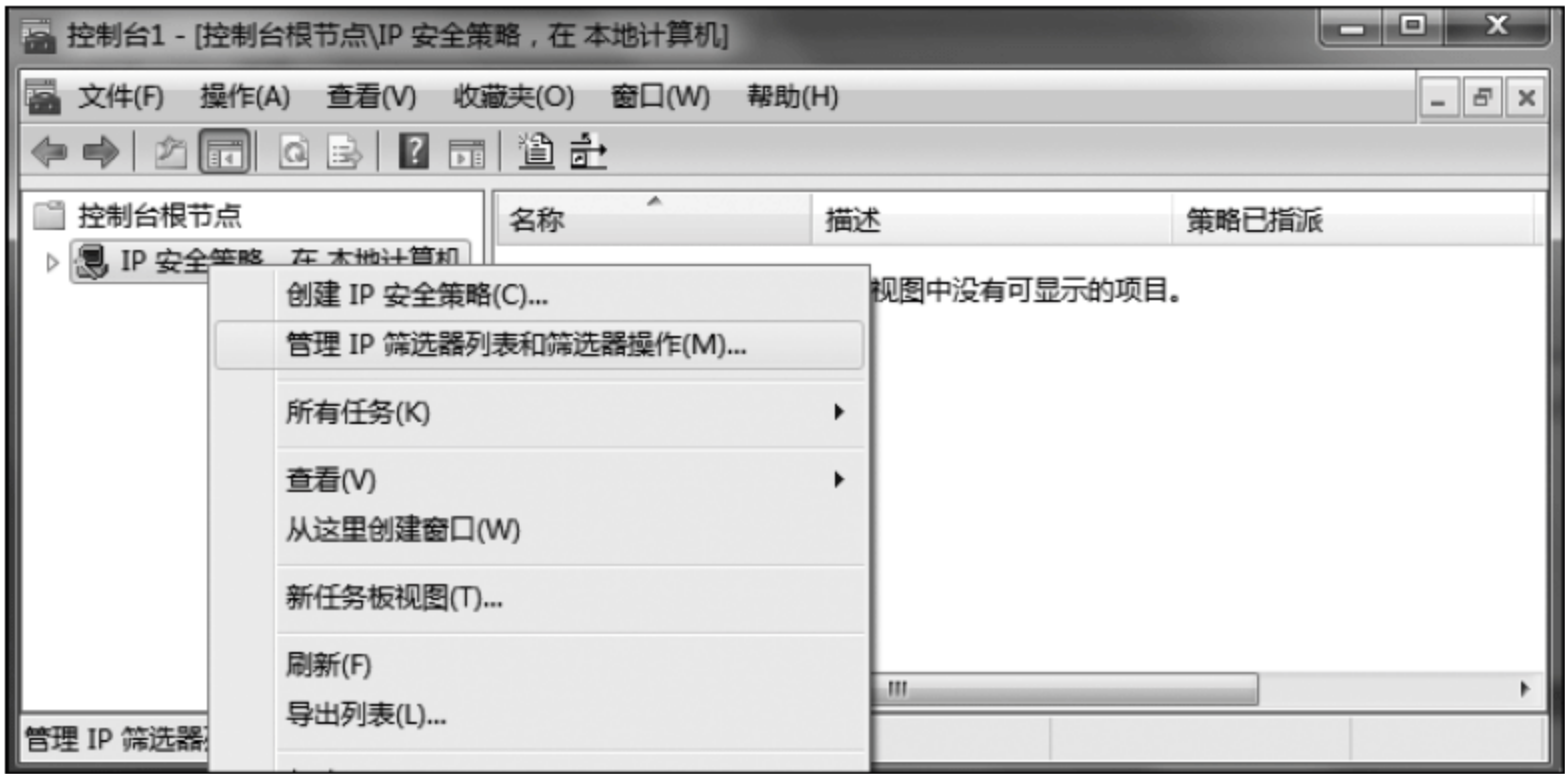 控制台1 - [控制台根节点\IP 安全策略，在 本地计算机]
文件(F) 操作(A) 查看(V) 收藏夹(O) 窗口(W) 帮助(H)
控制台根节点
IP 安全策略，在 本地计算机
名称 描述 策略已指派
视图中没有可显示的项目。
创建 IP 安全策略(C)...
管理 IP 筛选器列表和筛选器操作(M)...
所有任务(K)
查看(V)
从这里创建窗口(W)
新任务板视图(T)...
刷新(F)
导出列表(L)...
管理 IP 筛选器